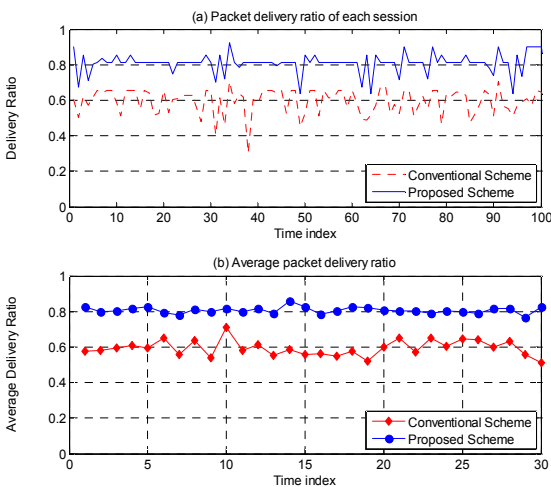 (a) Packet delivery ratio of each session
1
0.8
0.6
0.4
0.2
0
Delivery Ratio
0 10 20 30 40 50 60 70 80 90 100
Time index
Conventional Scheme
Proposed Scheme
(b) Average packet delivery ratio
1
0.8
0.6
0.4
0.2
0
Average Delivery Ratio
0 5 10 15 20 25 30
Time index
Conventional Scheme
Proposed Scheme